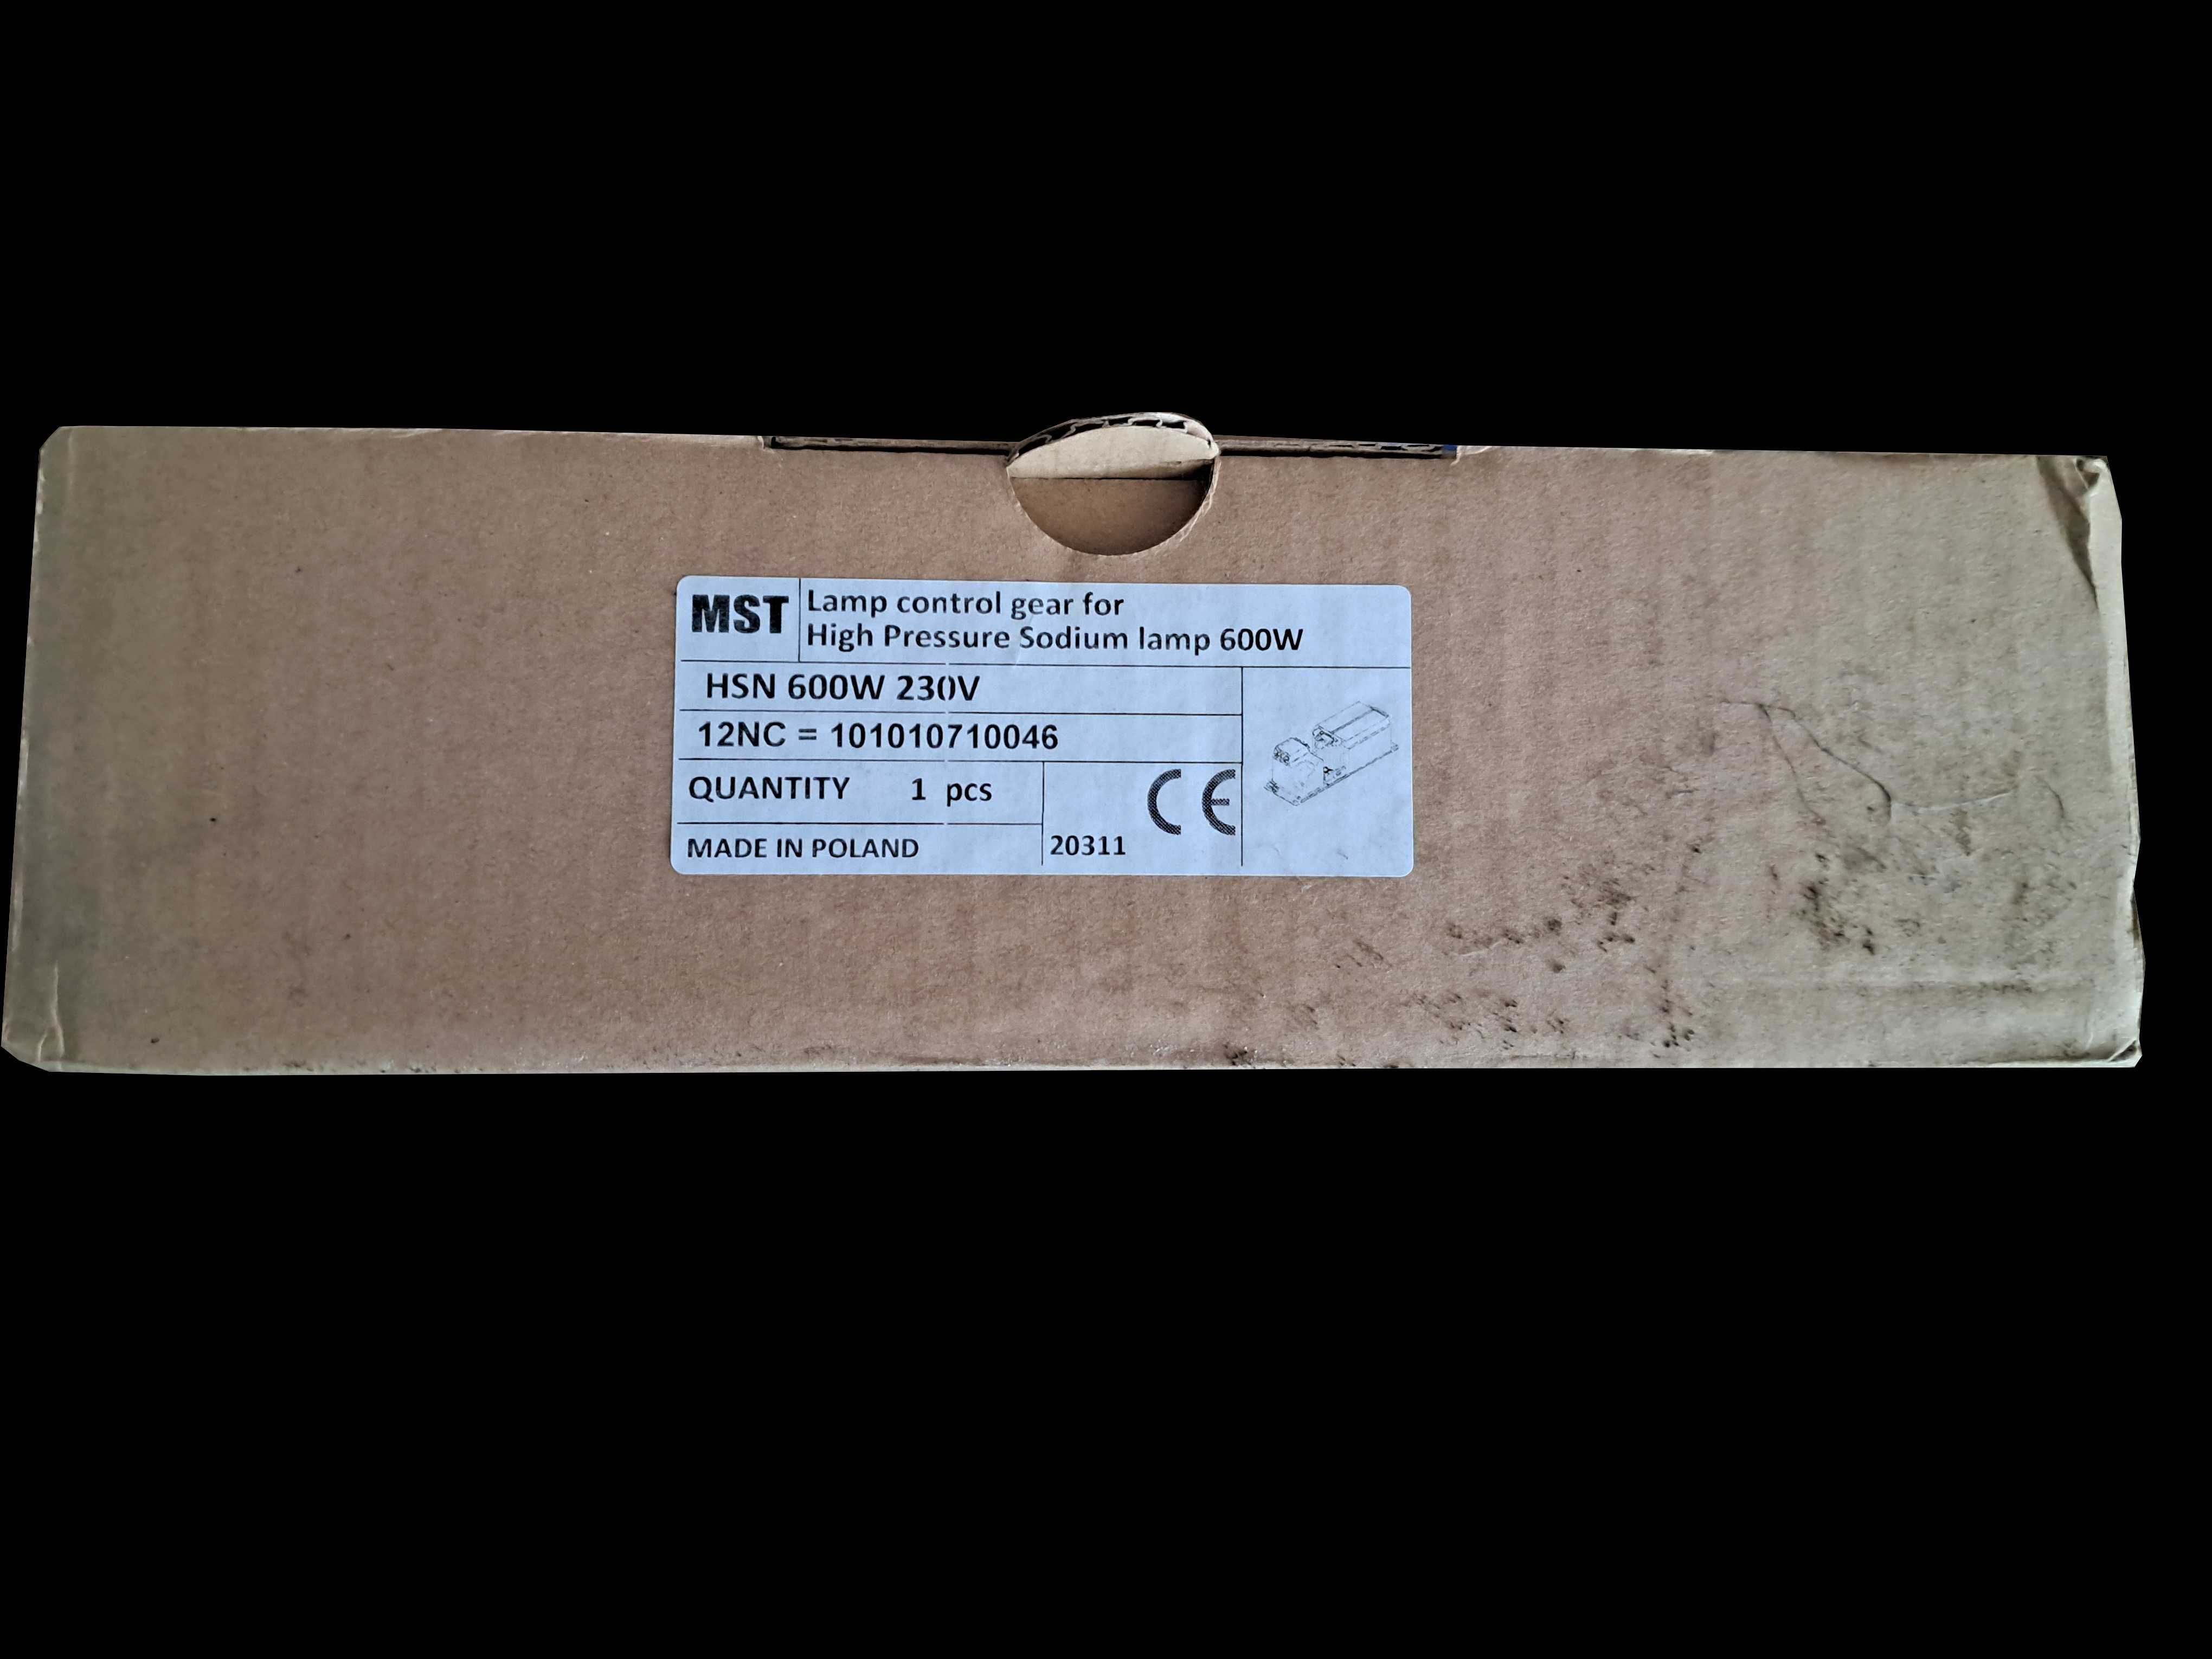 MST
Lamp control gear for
High Pressure Sodium lamp 600W
HSN 600W 230V
12NC = 101010710046
QUANTITY 1 pcs
MADE IN POLAND
20311
CE